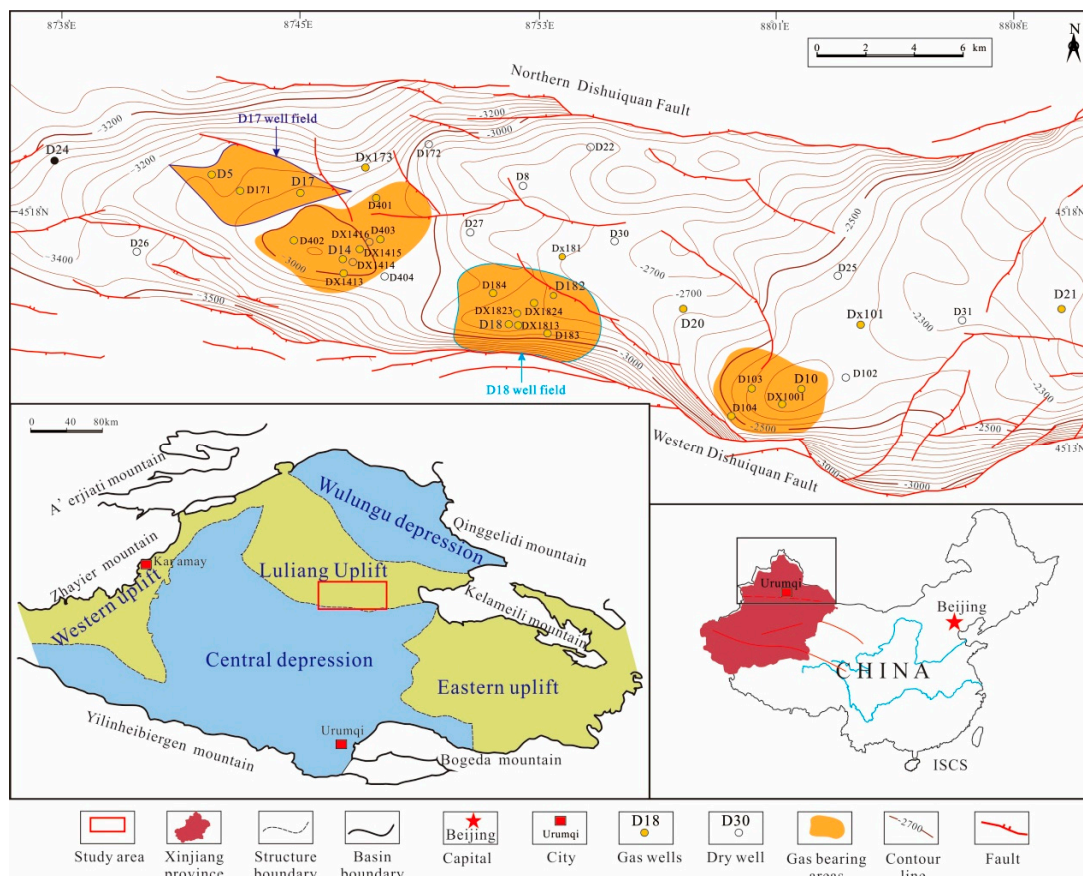 8738E
8745E
8753E
8801E
8808E
N
0 2 4 6 km
Northern Dishuiquan Fault
D17 well field
-3200
-3200
-3000
-3200
D24
Dx173
D172
D22
D5
D171
D17
D8
D401
-2500
4518N
4518N
D26
D402
DX1416
D403
D14
DX1415
DX1414
DX1413
D404
D27
D30
Dx181
-3400
-3000
-3500
-2700
D25
D184
D182
DX1823
DX1824
D18
DX1813
D183
-2700
D20
Dx101
-2300
D31
D21
-3000
D18 well field
D103
D10
DX1001
D104
D102
-2500
-2300
-2500
-3000
4513N
Western Dishuiquan Fault
0 40 80km
A' erjiati mountain
Wulungu depression
Qinggelidi mountain
Zhayier mountain
Karamay
Western uplift
Luliang Uplift
Kelameili mountain
Central depression
Eastern uplift
Yilinheibiergen mountain
Urumqi
Bogeda mountain
Urumqi
Beijing
CHINA
ISCS
Beijing
Urumqi
D18
D30
-2700
Study area
Xinjiang
province
Structure
boundary
Basin
boundary
Capital
City
Gas wells
Dry well
Gas bearing
areas
Contour
line
Fault